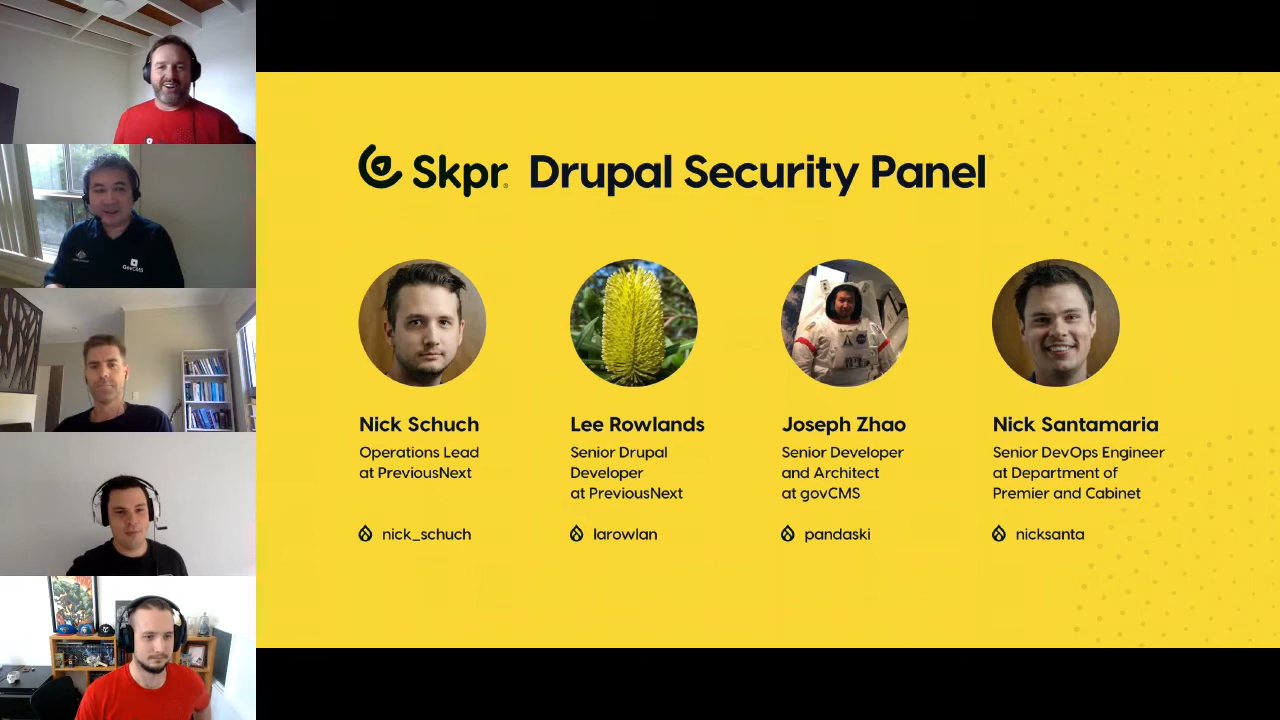 Skpr® Drupal Security Panel
Nick Schuch
Operations Lead
at PreviousNext
nick_schuch
Lee Rowlands
Senior Drupal
Developer
at PreviousNext
larowlan
Joseph Zhao
Senior Developer
and Architect
at govCMS
pandaski
Nick Santamaria
Senior DevOps Engineer
at Department of
Premier and Cabinet
nicksanta
GovCMS